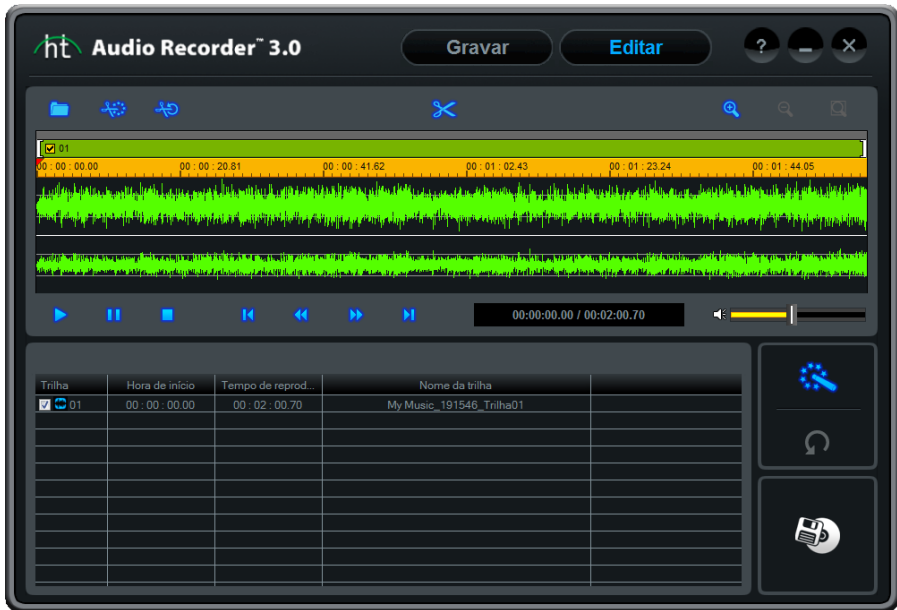 ht Audio Recorder™ 3.0
Gravar
Editar
?
01
00 : 00 : 00.00 00 : 00 : 20.81 00 : 00 : 41.62 00 : 01 : 02.43 00 : 01 : 23.24 00 : 01 : 44.05
00:00:00.00 / 00:02:00.70
Trilha Hora de início Tempo de reprod... Nome da trilha
01 00 : 00 : 00.00 00 : 02 : 00.70 My Music_191546_Trilha01